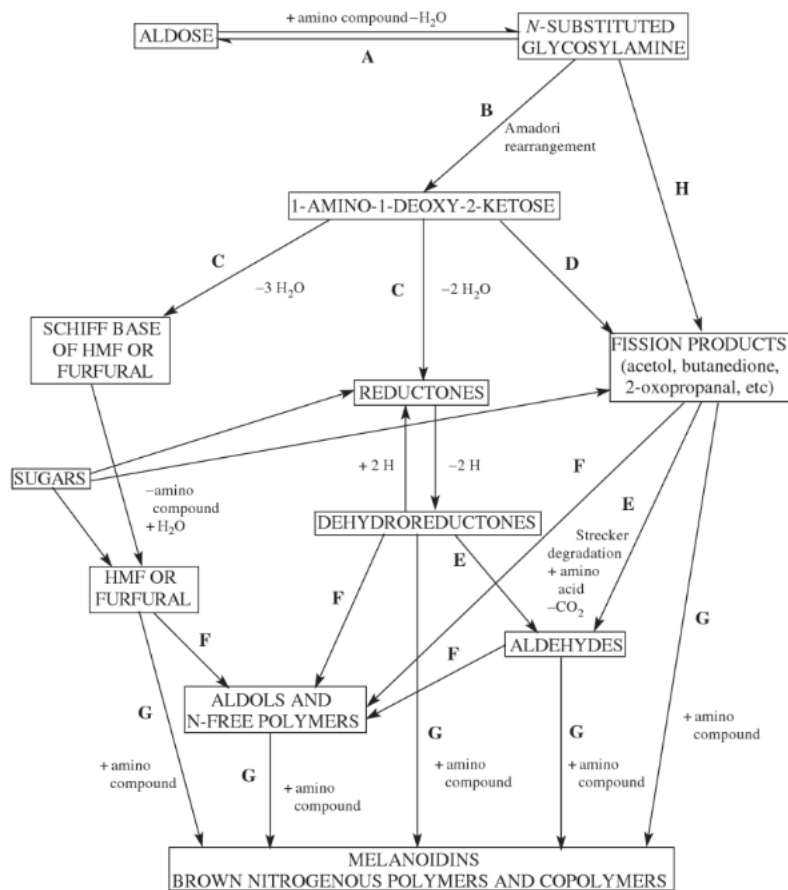 + amino compound–H₂O
ALDOSE
A
N-SUBSTITUTED
GLYCOSYLAMINE
B
Amadori
rearrangement
H
1-AMINO-1-DEOXY-2-KETOSE
C
–3 H₂O
C
–2 H₂O
D
SCHIFF BASE
OF HMF OR
FURFURAL
FISSION PRODUCTS
(acetol, butanedione,
2-oxopropanal, etc)
REDUCTONES
SUGARS
+ 2 H
–2 H
F
–amino
compound
+ H₂O
DEHYDROREDUCTONES
E
E
Strecker
degradation
+ amino
acid
–CO₂
HMF OR
FURFURAL
F
F
F
ALDEHYDES
G
ALDOLS AND
N-FREE POLYMERS
G
G
G
G
+ amino
compound
+ amino
compound
+ amino
compound
+ amino
compound
+ amino
compound
MELANOIDINS
BROWN NITROGENOUS POLYMERS AND COPOLYMERS